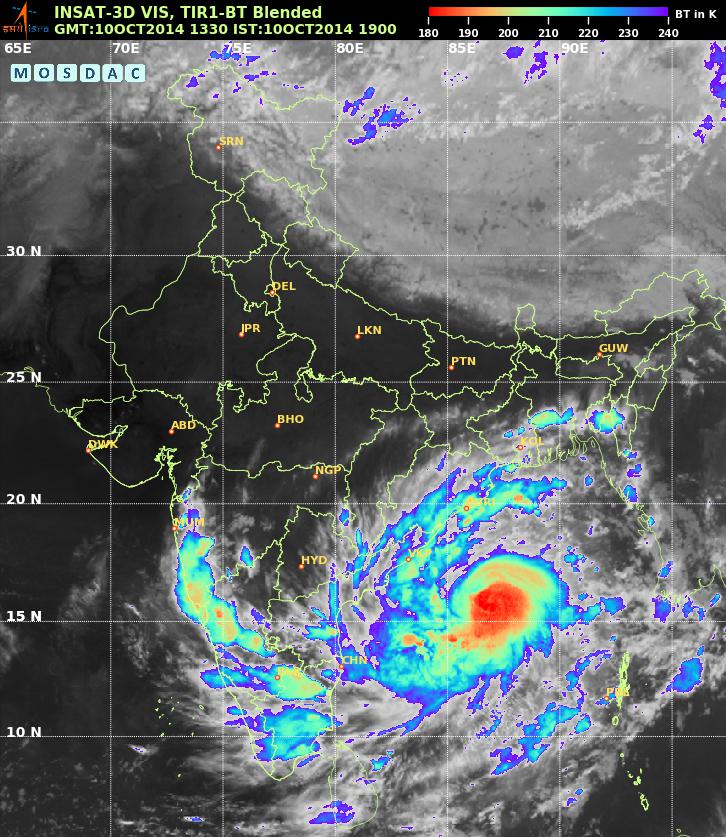 INSAT-3D VIS, TIR1-BT Blended
GMT:10OCT2014 1330 IST:10OCT2014 1900
BT in K
180 190 200 210 220 230 240
65E 70E 75E 80E 85E 90E
M O S D A C
SRN
30 N
DEL
JPR
LKN
GUW
PTN
25 N
ABD
BHO
KOL
DWK
NGP
20 N
MUM
VKP
HYD
15 N
CHN
10 N